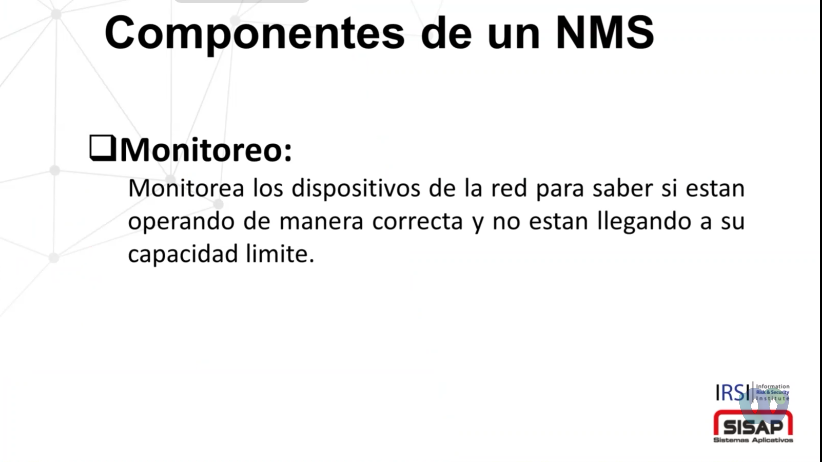 Componentes de un NMS
Monitoreo:
Monitorea los dispositivos de la red para saber si estan
operando de manera correcta y no estan llegando a su
capacidad limite.
IRSI Information
Risk & Security
Institute
SISAP
Sistemas Aplicativos